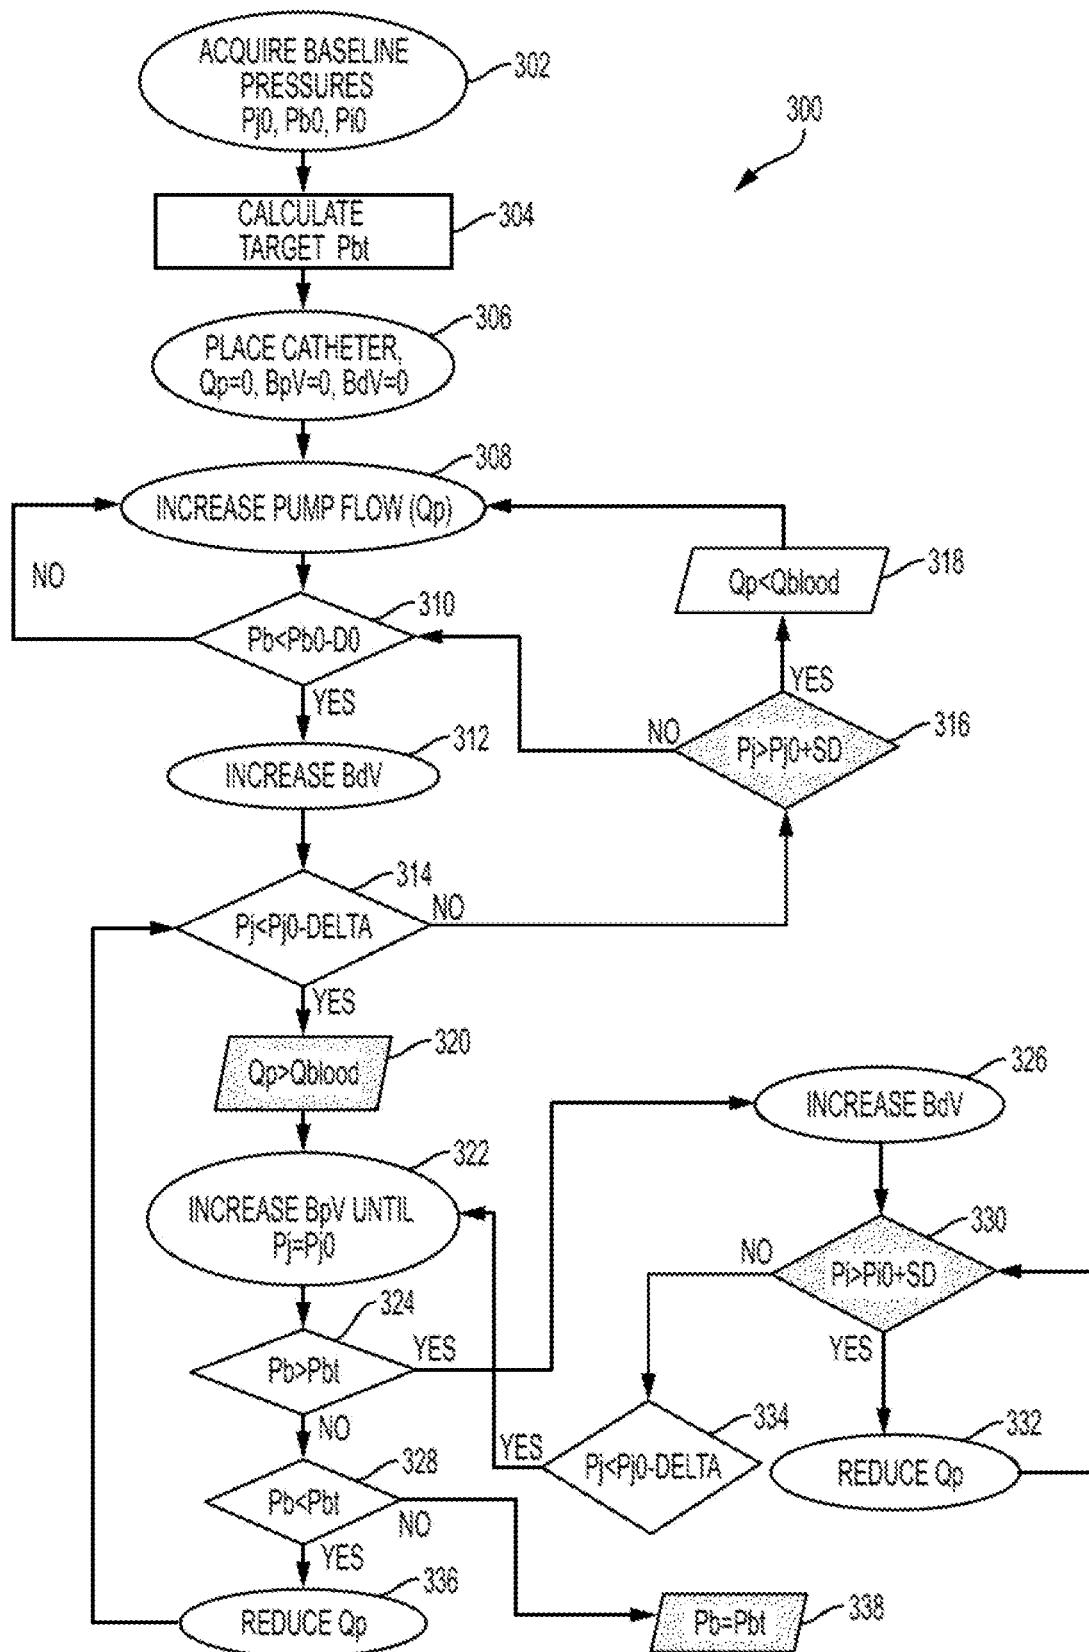 ACQUIRE BASELINE
PRESSURES
Pj0, Pb0, Pi0
302
300
CALCULATE
TARGET Pbt
304
PLACE CATHETER,
Qp=0, BpV=0, BdV=0
306
INCREASE PUMP FLOW (Qp)
308
NO
Pb<Pb0-D0
310
YES
Qp<Qblood
318
YES
NO
Pj>Pj0+SD
316
INCREASE BdV
312
Pj<Pj0-DELTA
314
NO
YES
Qp>Qblood
320
INCREASE BdV
326
INCREASE BpV UNTIL
Pj=Pj0
322
NO
Pi>Pi0+SD
330
YES
Pb>Pbt
324
YES
NO
YES
Pj<Pj0-DELTA
334
REDUCE Qp
332
Pb<Pbt
328
NO
YES
REDUCE Qp
336
Pb=Pbt
338